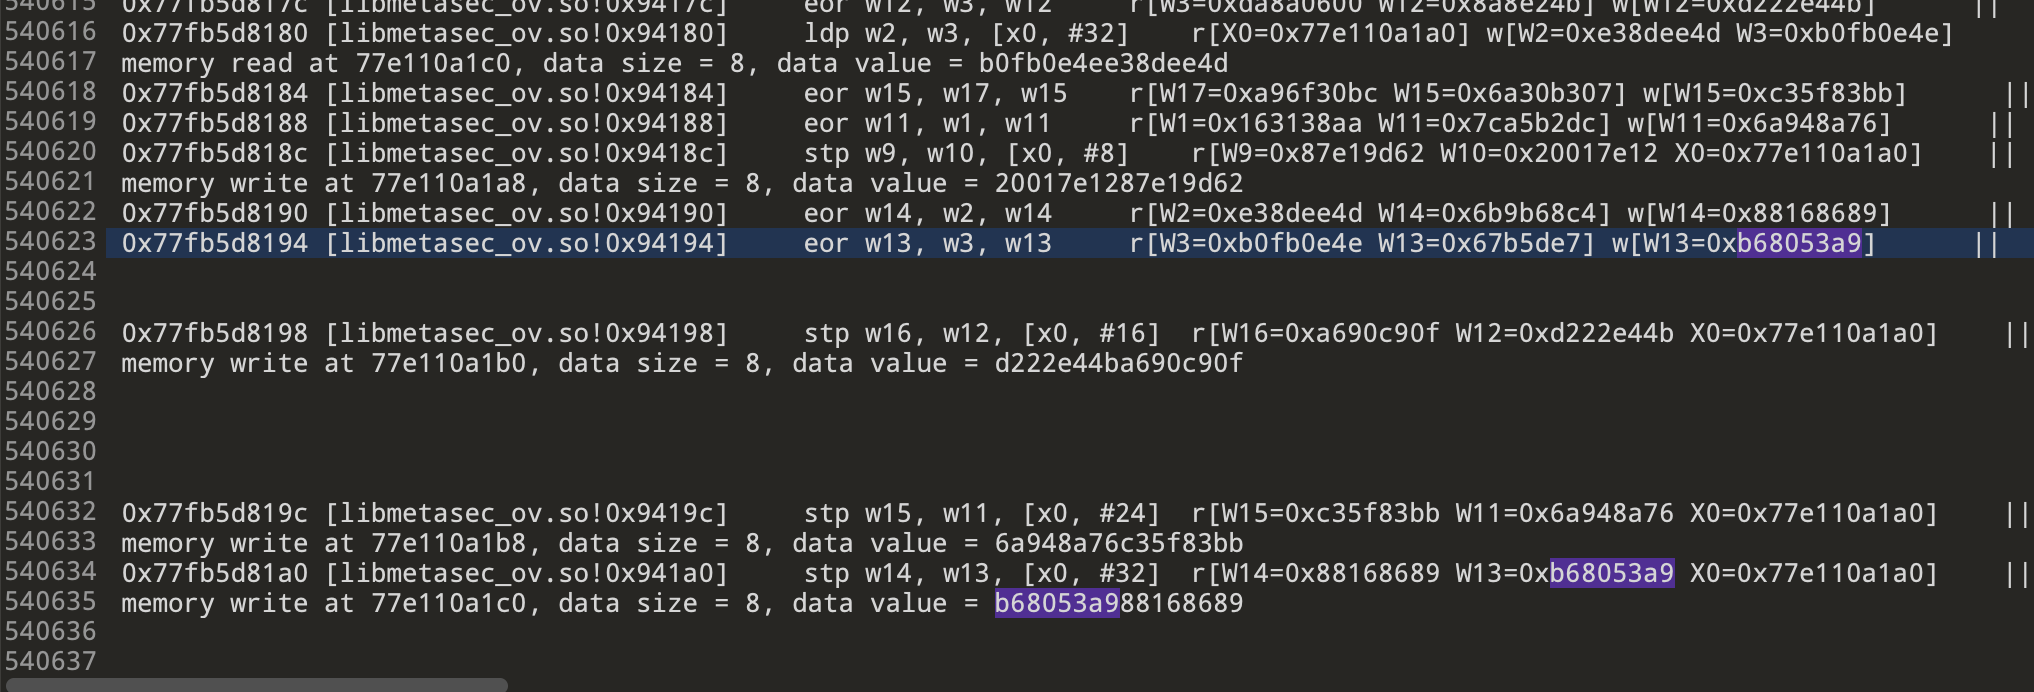 540615 0x77fb5d817c [libmetasec_ov.so!0x9417c] eor w12, w3, w12 r[W3=0xda8a0600 W12=0x8a8e24b] w[W12=0xd222e44b] ||
540616 0x77fb5d8180 [libmetasec_ov.so!0x94180] ldp w2, w3, [x0, #32] r[X0=0x77e110a1a0] w[W2=0xe38dee4d W3=0xb0fb0e4e]
540617 memory read at 77e110a1c0, data size = 8, data value = b0fb0e4ee38dee4d
540618 0x77fb5d8184 [libmetasec_ov.so!0x94184] eor w15, w17, w15 r[W17=0xa96f30bc W15=0x6a30b307] w[W15=0xc35f83bb] ||
540619 0x77fb5d8188 [libmetasec_ov.so!0x94188] eor w11, w1, w11 r[W1=0x163138aa W11=0x7ca5b2dc] w[W11=0x6a948a76] ||
540620 0x77fb5d818c [libmetasec_ov.so!0x9418c] stp w9, w10, [x0, #8] r[W9=0x87e19d62 W10=0x20017e12 X0=0x77e110a1a0] ||
540621 memory write at 77e110a1a8, data size = 8, data value = 20017e1287e19d62
540622 0x77fb5d8190 [libmetasec_ov.so!0x94190] eor w14, w2, w14 r[W2=0xe38dee4d W14=0x6b9b68c4] w[W14=0x88168689] ||
540623 0x77fb5d8194 [libmetasec_ov.so!0x94194] eor w13, w3, w13 r[W3=0xb0fb0e4e W13=0x67b5de7] w[W13=0xb68053a9] ||
540624
540625
540626 0x77fb5d8198 [libmetasec_ov.so!0x94198] stp w16, w12, [x0, #16] r[W16=0xa690c90f W12=0xd222e44b X0=0x77e110a1a0] ||
540627 memory write at 77e110a1b0, data size = 8, data value = d222e44ba690c90f
540628
540629
540630
540631
540632 0x77fb5d819c [libmetasec_ov.so!0x9419c] stp w15, w11, [x0, #24] r[W15=0xc35f83bb W11=0x6a948a76 X0=0x77e110a1a0] ||
540633 memory write at 77e110a1b8, data size = 8, data value = 6a948a76c35f83bb
540634 0x77fb5d81a0 [libmetasec_ov.so!0x941a0] stp w14, w13, [x0, #32] r[W14=0x88168689 W13=0xb68053a9 X0=0x77e110a1a0] ||
540635 memory write at 77e110a1c0, data size = 8, data value = b68053a988168689
540636
540637